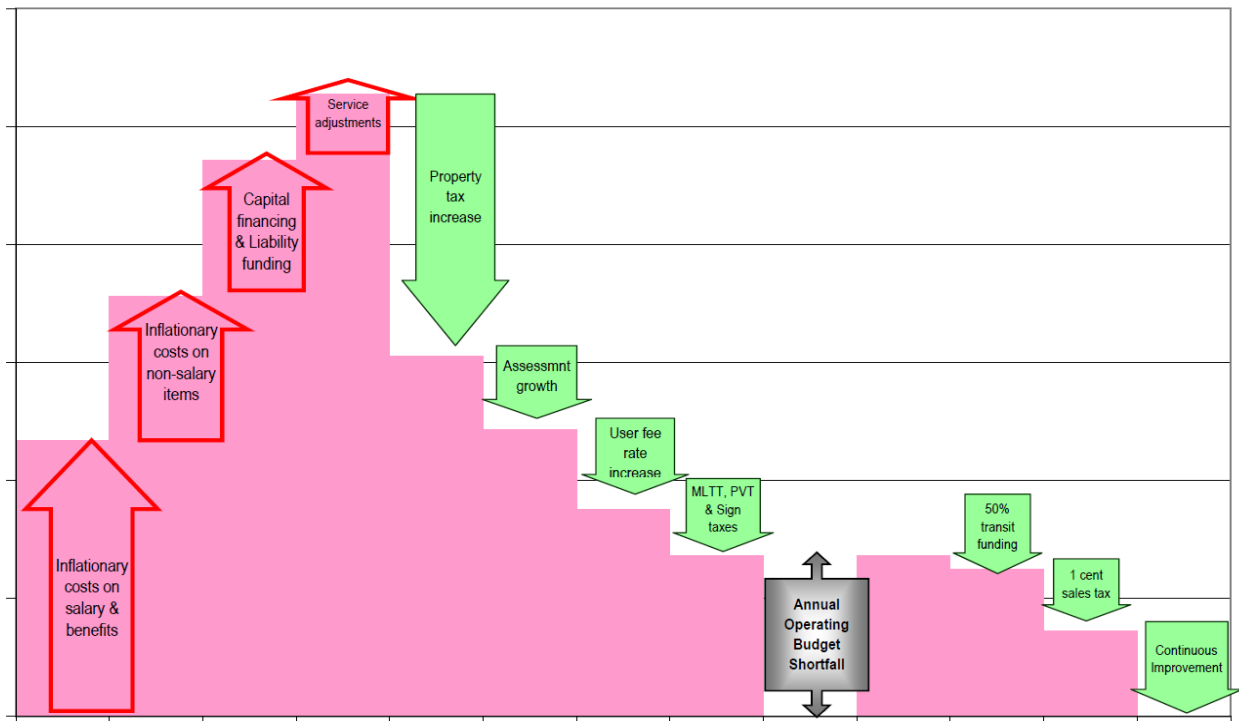 Service
adjustments
Property
tax
increase
Capital
financing
& Liability
funding
Inflationary
costs on
non-salary
items
Assessmnt
growth
User fee
rate
increase
MLTT, PVT
& Sign
taxes
50%
transit
funding
Inflationary
costs on
salary &
benefits
1 cent
sales tax
Annual
Operating
Budget
Shortfall
Continuous
Improvement